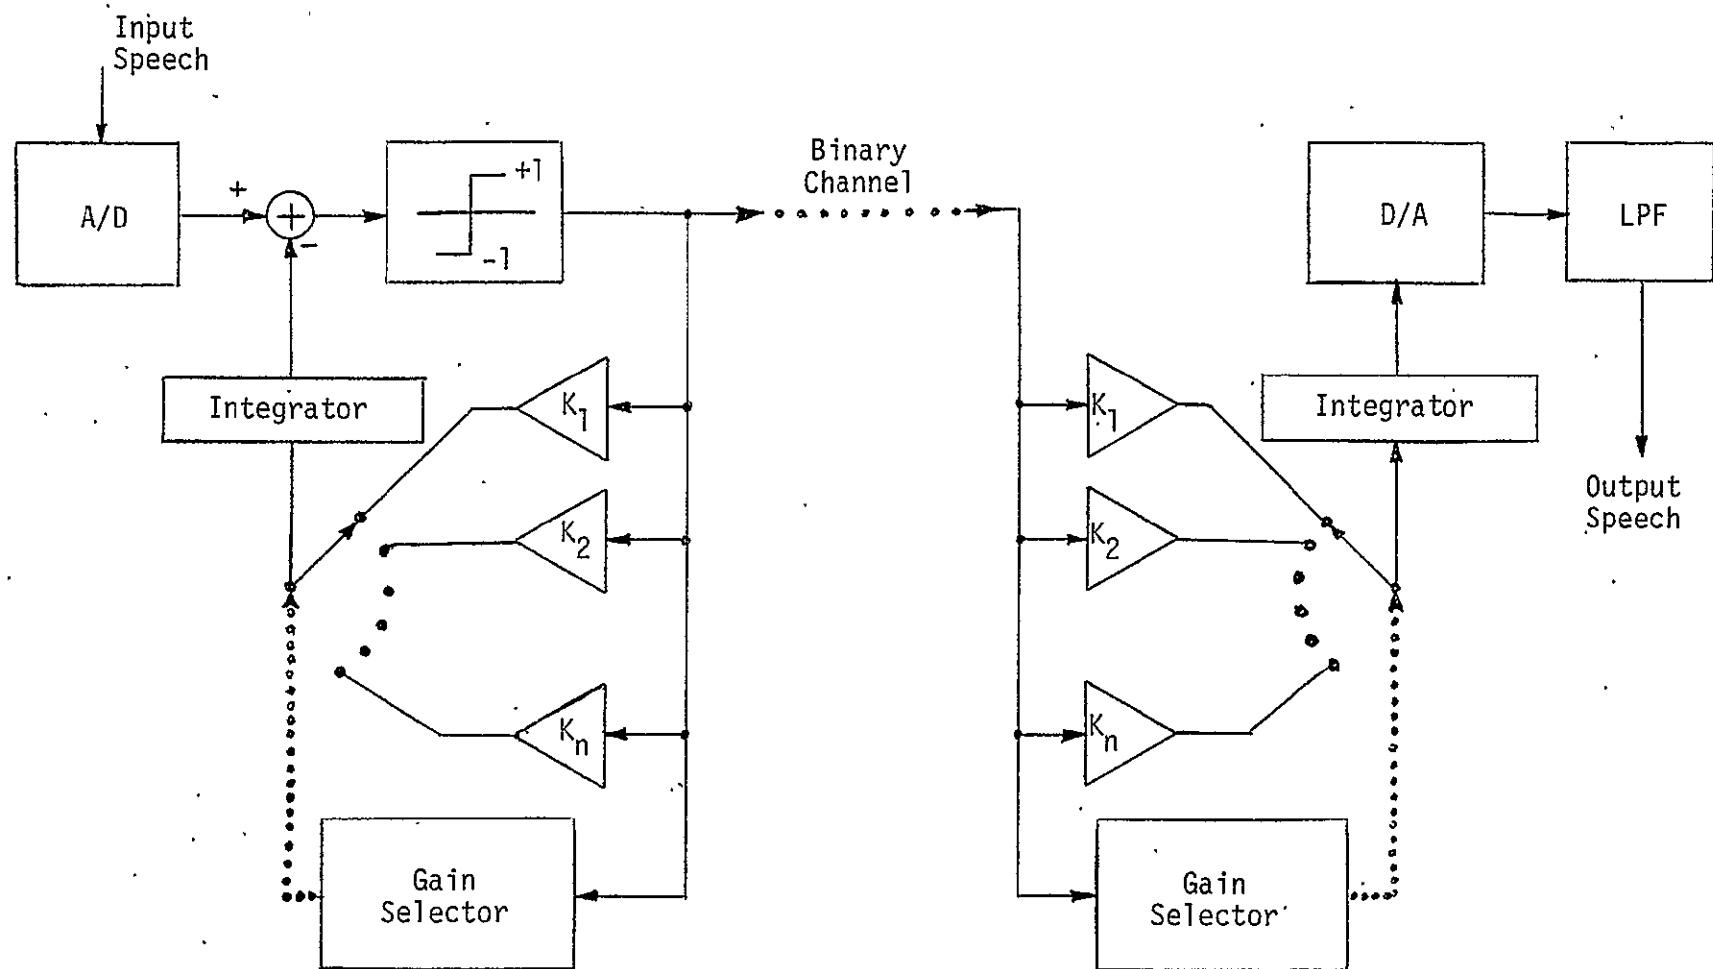 Input
Speech
A/D
+
-
+1
-1
Binary
Channel
D/A
LPF
Integrator
K1
K2
Kn
Gain
Selector
K1
K2
Kn
Integrator
Gain
Selector
Output
Speech